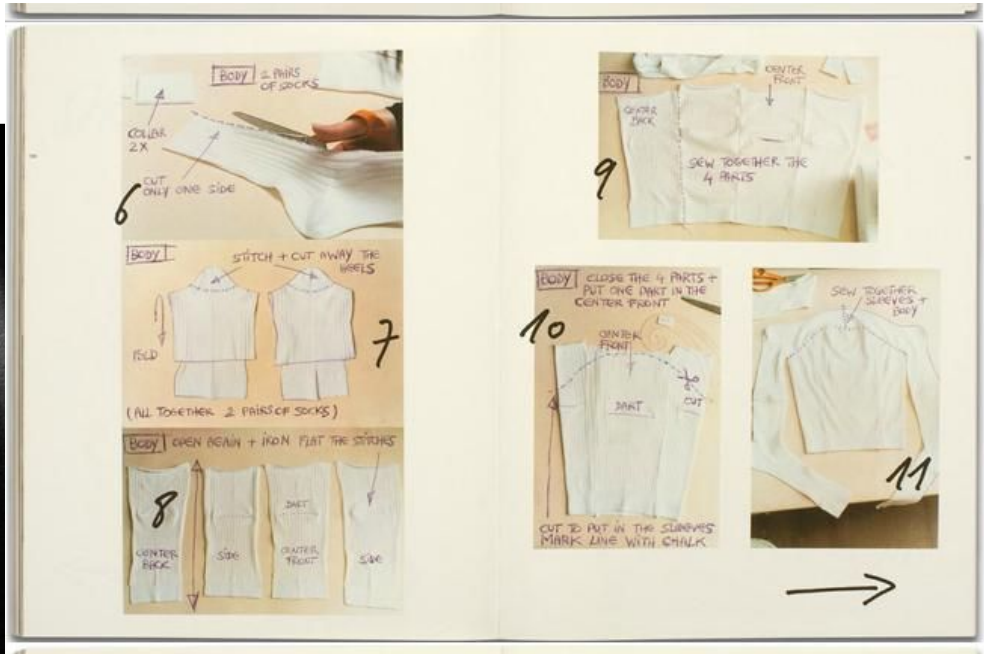 BODY 2 PAIRS
OF SOCKS
COLLAR
2X
CUT
ONLY ONE SIDE
6
BODY
STITCH + CUT AWAY THE
HEELS
FOLD
7
(ALL TOGETHER 2 PAIRS OF SOCKS)
BODY OPEN AGAIN + IRON FLAT THE STITCHES
8
CENTER
BACK
SIDE
DART
CENTER
FRONT
SIDE
BODY
CENTER
FRONT
CENTER
BACK
SEW TOGETHER THE
4 PARTS
9
BODY CLOSE THE 4 PARTS +
PUT ONE PART IN THE
CENTER FRONT
10
CENTER
FRONT
DART
CUT
CUT TO PUT IN THE SLEEVES
MARK LINE WITH CHALK
SEW TOGETHER
SLEEVES +
BODY
11